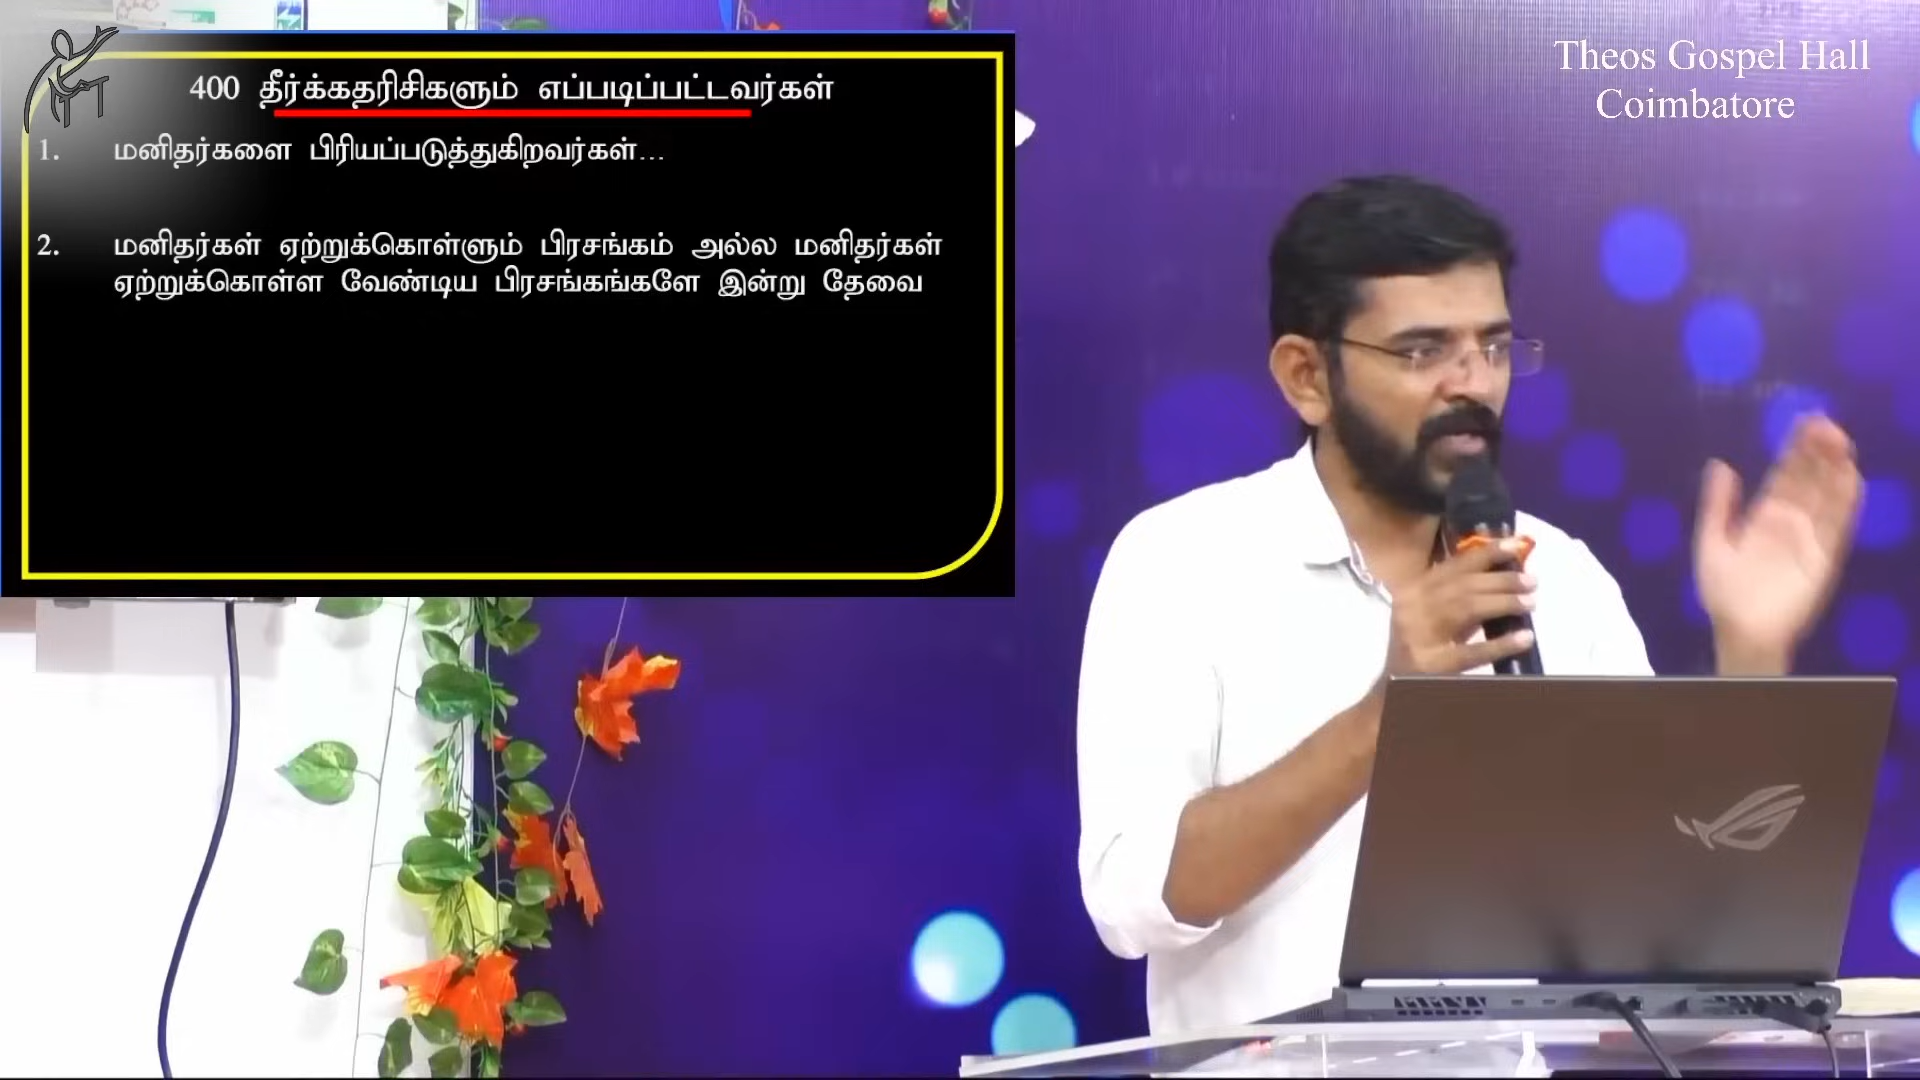 Theos Gospel Hall
Coimbatore
400 தீர்க்கதரிசிகளும் எப்படிப்பட்டவர்கள்
1. மனிதர்களை பிரியப்படுத்துகிறவர்கள்...
2. மனிதர்கள் ஏற்றுக்கொள்ளும் பிரசங்கம் அல்ல மனிதர்கள்
ஏற்றுக்கொள்ள வேண்டிய பிரசங்கங்களே இன்று தேவை